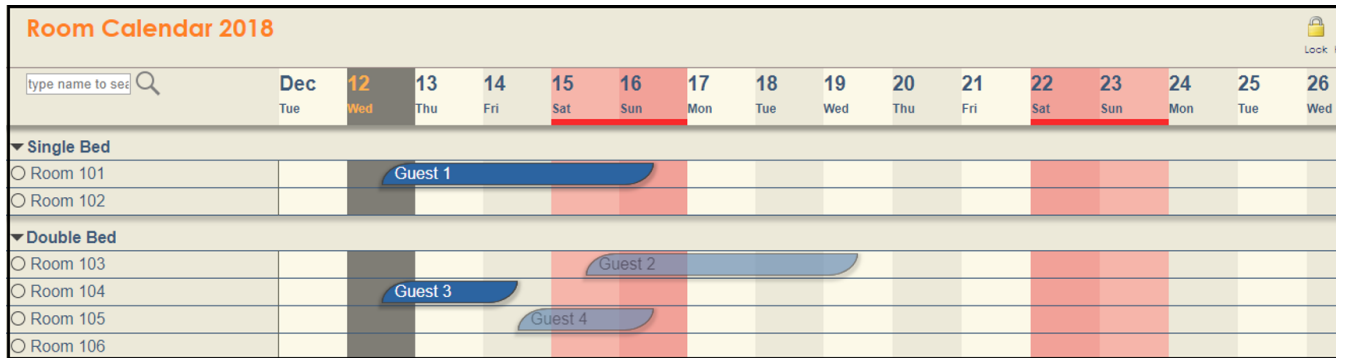 Room Calendar 2018
Lock
type name to sea
Dec 12 13 14 15 16 17 18 19 20 21 22 23 24 25 26
Tue Wed Thu Fri Sat Sun Mon Tue Wed Thu Fri Sat Sun Mon Tue Wed
Single Bed
Room 101 Guest 1
Room 102
Double Bed
Room 103 Guest 2
Room 104 Guest 3
Room 105 Guest 4
Room 106